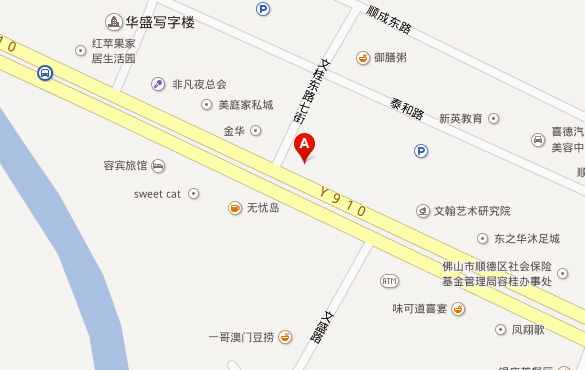 华盛写字楼
P
顺成东路
红苹果家
居生活园
910
御膳粥
文桂东路七街
非凡夜总会
美庭家私城
泰和路
新英教育
金华
喜德汽
美容中
A
P
容宾旅馆
顺
sweet cat
Y910
无忧岛
文翰艺术研究院
东之华沐足城
佛山市顺德区社会保险
基金管理局容桂办事处
ATM
味可道喜宴
文盛路
凤翔歌
一哥澳门豆捞